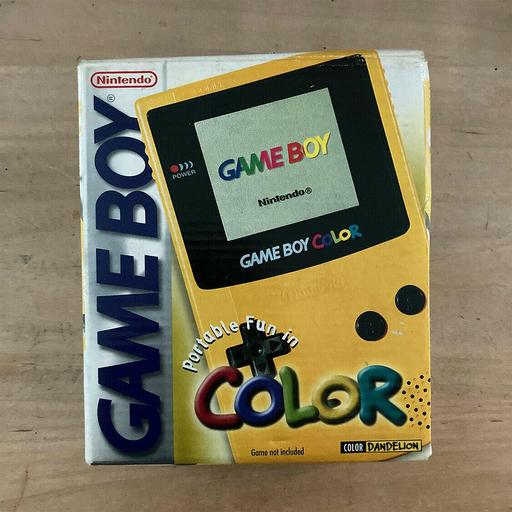 Nintendo®
GAME BOY®
POWER
GAME BOY
Nintendo®
GAME BOY COLOR
Portable Fun in
COLOR
Game not included
COLOR DANDELION